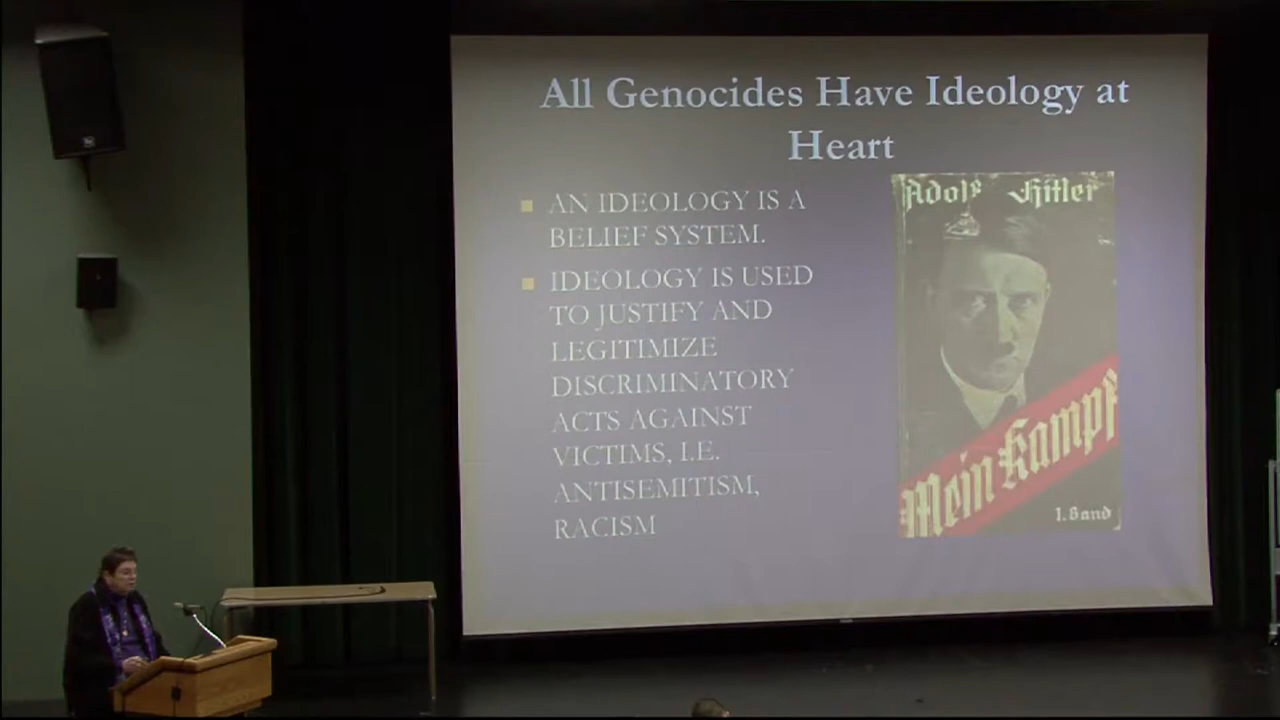 All Genocides Have Ideology at
Heart
AN IDEOLOGY IS A
BELIEF SYSTEM.
IDEOLOGY IS USED
TO JUSTIFY AND
LEGITIMIZE
DISCRIMINATORY
ACTS AGAINST
VICTIMS, I.E.
ANTISEMITISM,
RACISM
Adolf Hitler
Mein Kampf
1. Band